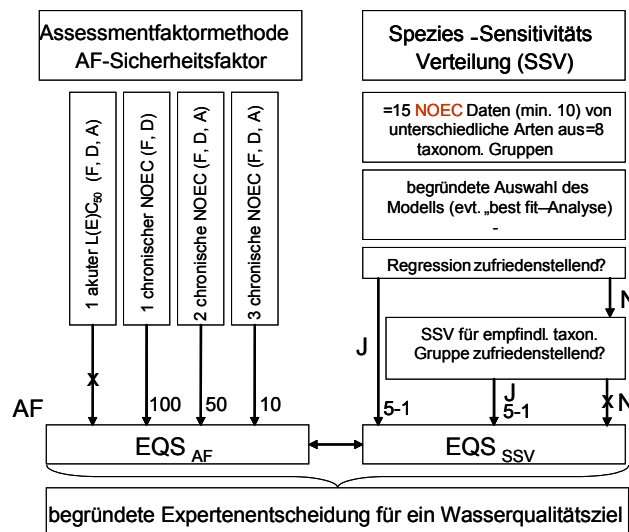 Assessmentfaktormethode
AF-Sicherheitsfaktor
1 akuter L(E)C50 (F, D, A)
1 chronischer NOEC (F, D)
2 chronische NOEC (F, D, A)
3 chronische NOEC (F, D, A)
x
AF
100
50
10
EQS AF
Spezies -Sensitivitäts
Verteilung (SSV)
=15 NOEC Daten (min. 10) von
unterschiedliche Arten aus=8
taxonom. Gruppen
begründete Auswahl des
Modells (evt. „best fit–Analyse)
-
Regression zufriedenstellend?
N
J
SSV für empfindl. taxon.
Gruppe zufriedenstellend?
5-1
J
5-1
x N
EQS SSV
begründete Expertenentscheidung für ein Wasserqualitätsziel